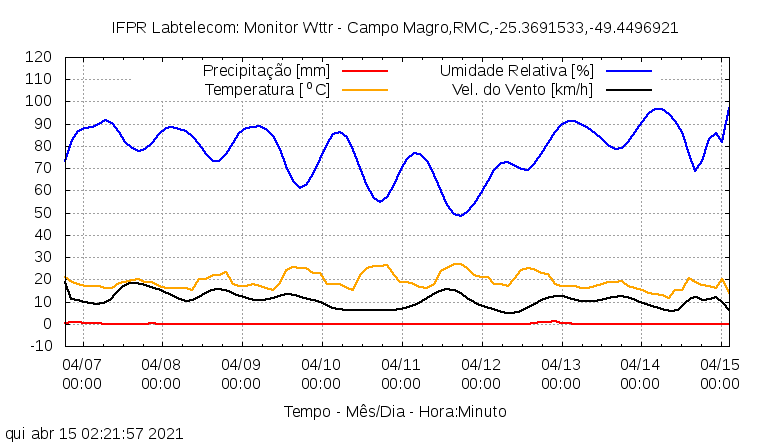 IFPR Labtelecom: Monitor Wttr - Campo Magro,RMC,-25.3691533,-49.4496921
120
110
100
90
80
70
60
50
40
30
20
10
0
-10
Precipitação [mm]
Temperatura [⁰C]
Umidade Relativa [%]
Vel. do Vento [km/h]
04/07 04/08 04/09 04/10 04/11 04/12 04/13 04/14 04/15
00:00 00:00 00:00 00:00 00:00 00:00 00:00 00:00 00:00
Tempo - Mês/Dia - Hora:Minuto
qui abr 15 02:21:57 2021